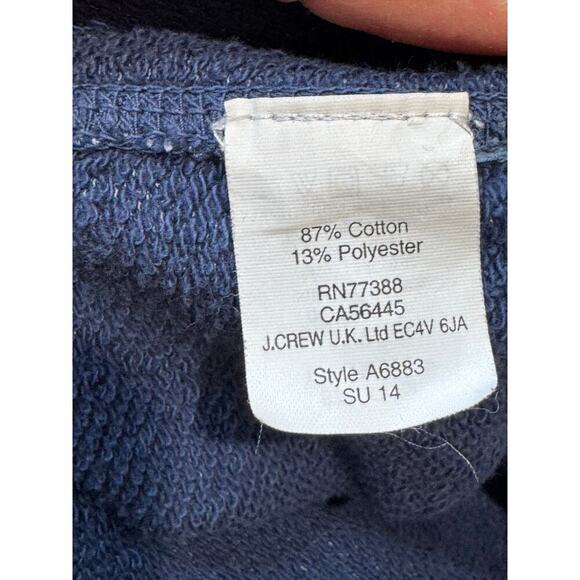 87% Cotton
13% Polyester
RN77388
CA56445
J.CREW U.K. Ltd EC4V 6JA
Style A6883
SU 14